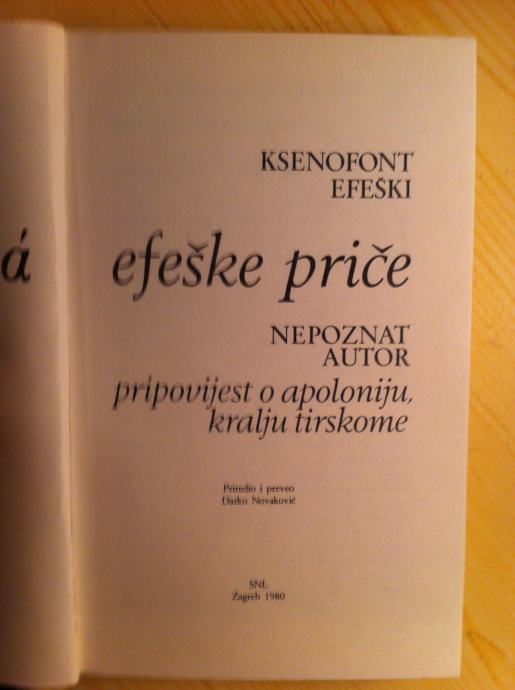 ά
KSENOFONT
EFEŠKI
efeške priče
NEPOZNAT
AUTOR
pripovijest o apoloniju,
kralju tirskome
Priredio i preveo
Darko Novaković
SNL
Zagreb 1980